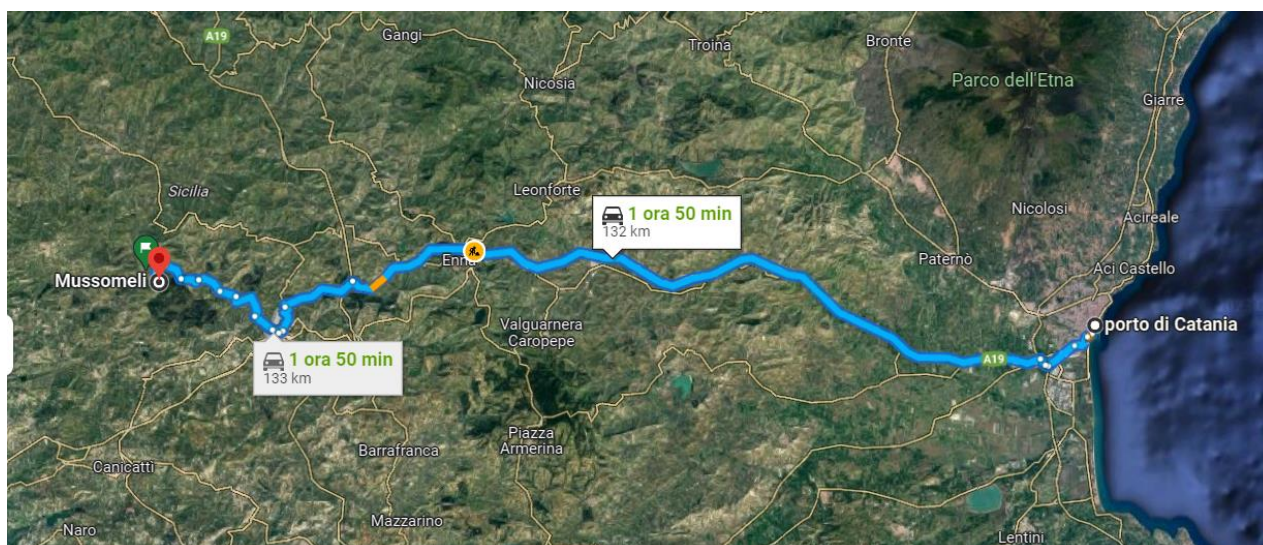 A19
Gangi
Troina
Bronte
Parco dell'Etna
Nicosia
Giarre
Sicilia
Leonforte
1 ora 50 min
132 km
Nicolosi
Acireale
Enna
Paternò
Aci Castello
Mussomeli
Valguarnera
Caropepe
porto di Catania
1 ora 50 min
133 km
A19
Barrafranca
Piazza
Armerina
Canicatti
Mazzarino
Naro
Lentini